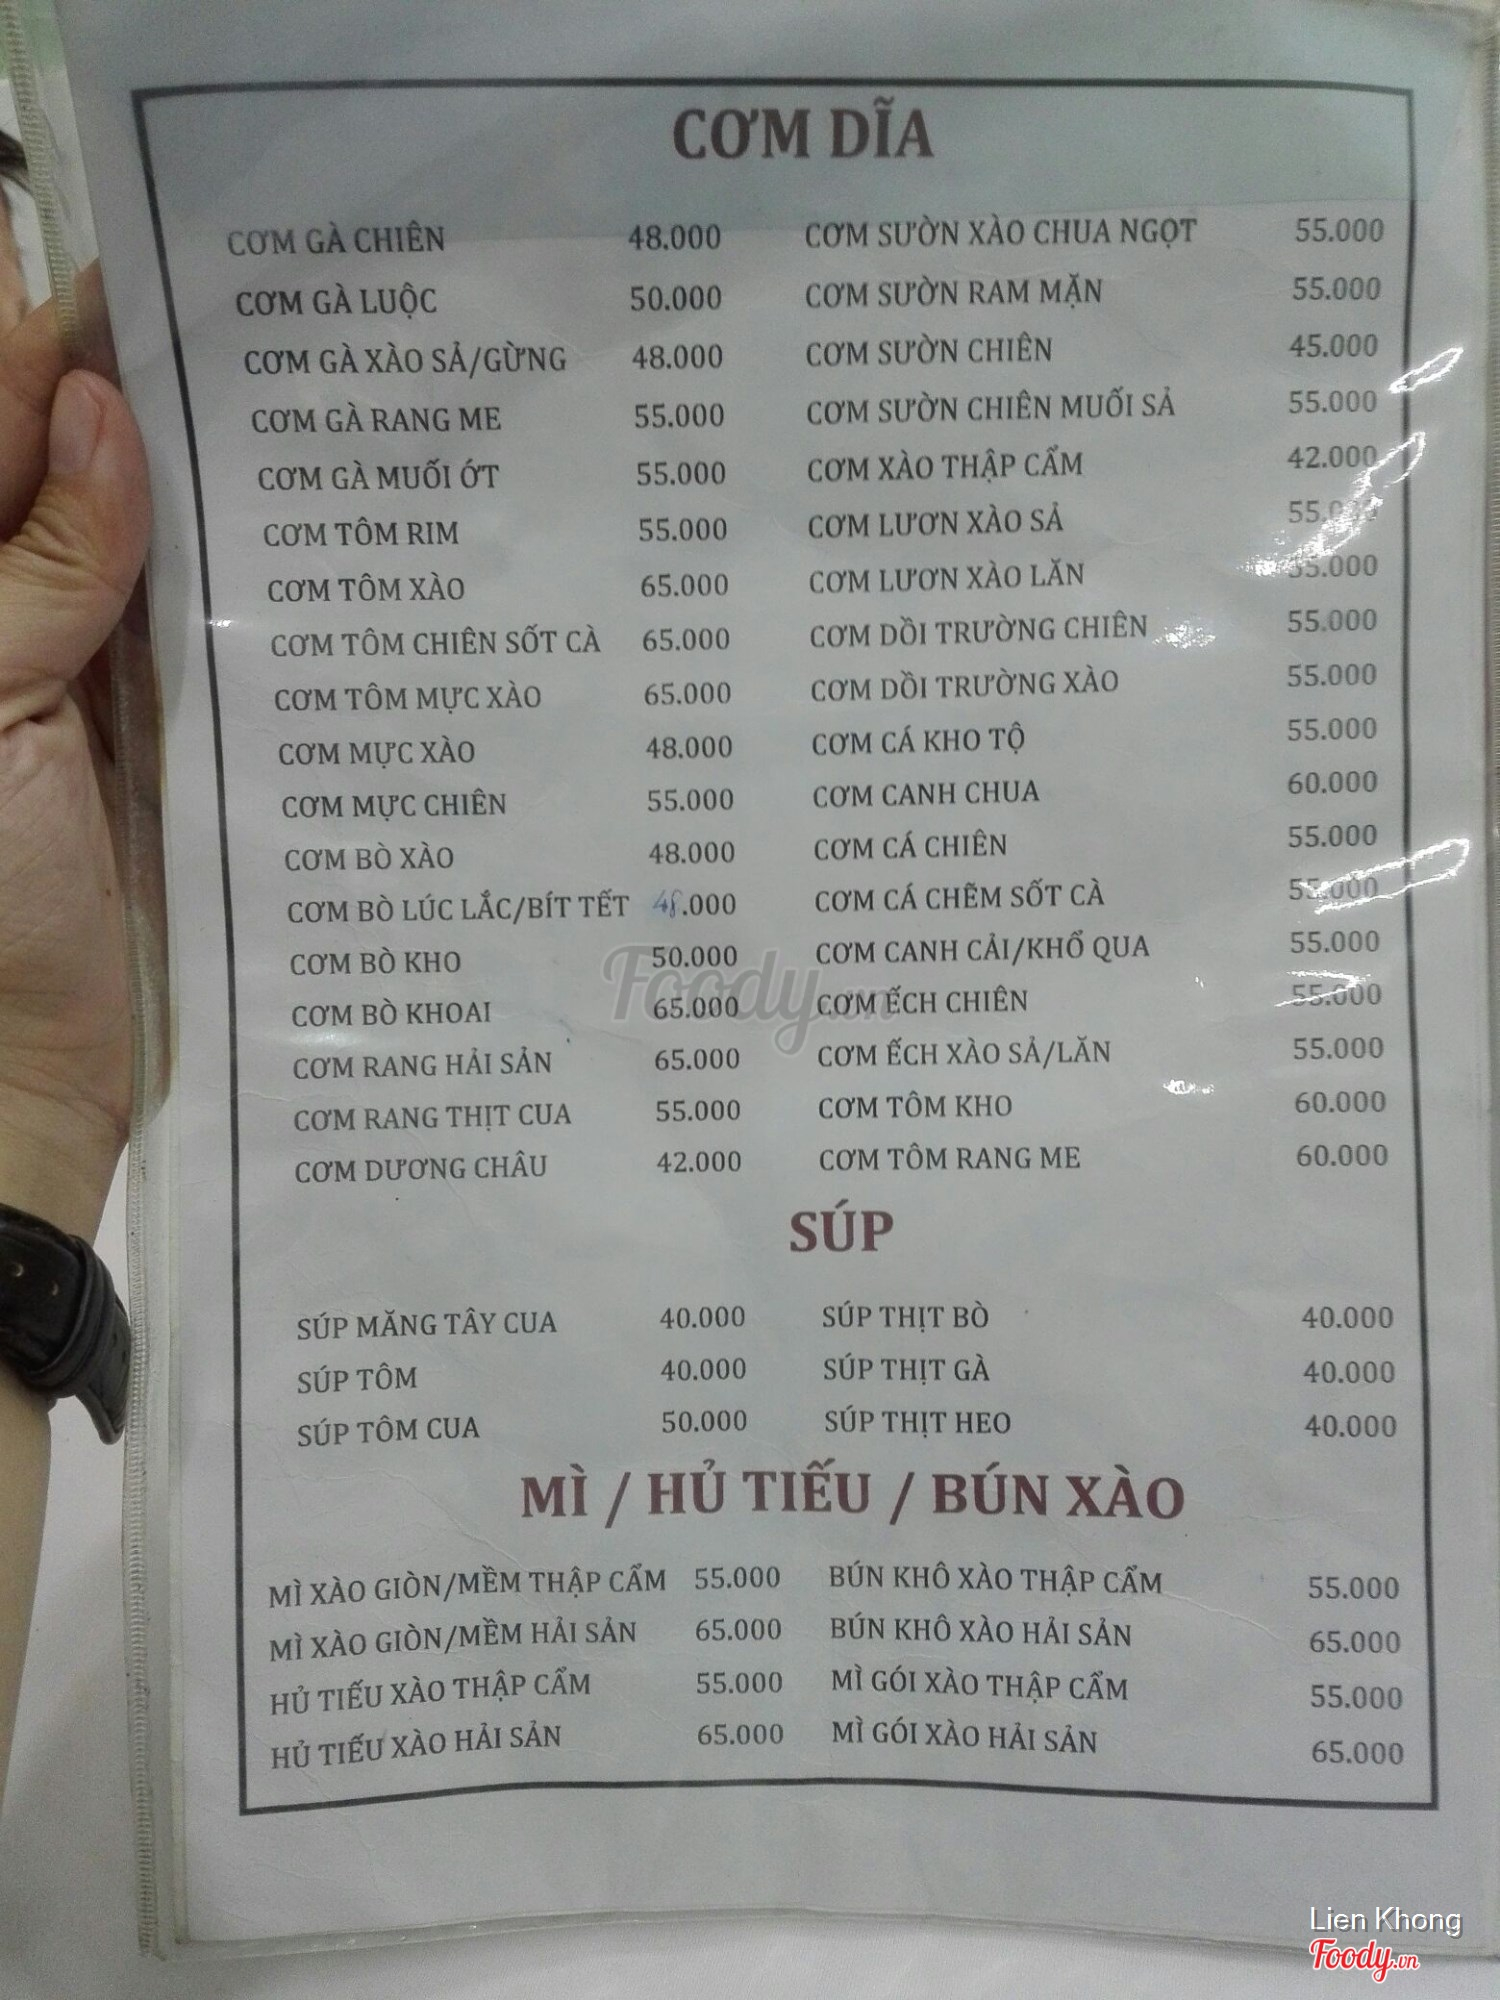 CƠM DĨA
CƠM GÀ CHIÊN 48.000
CƠM GÀ LUỘC 50.000
CƠM GÀ XÀO SẢ/GỪNG 48.000
CƠM GÀ RANG ME 55.000
CƠM GÀ MUỐI ỚT 55.000
CƠM TÔM RIM 55.000
CƠM TÔM XÀO 65.000
CƠM TÔM CHIÊN SỐT CÀ 65.000
CƠM TÔM MỰC XÀO 65.000
CƠM MỰC XÀO 48.000
CƠM MỰC CHIÊN 55.000
CƠM BÒ XÀO 48.000
CƠM BÒ LÚC LẮC/BÍT TẾT 48.000
CƠM BÒ KHO 50.000
CƠM BÒ KHOAI 65.000
CƠM RANG HẢI SẢN 65.000
CƠM RANG THỊT CUA 55.000
CƠM DƯƠNG CHÂU 42.000
CƠM SƯỜN XÀO CHUA NGỌT 55.000
CƠM SƯỜN RAM MẶN 55.000
CƠM SƯỜN CHIÊN 45.000
CƠM SƯỜN CHIÊN MUỐI SẢ 55.000
CƠM XÀO THẬP CẨM 42.000
CƠM LƯƠN XÀO SẢ
CƠM LƯƠN XÀO LĂN 55.000
CƠM DỒI TRƯỜNG CHIÊN 55.000
CƠM DỒI TRƯỜNG XÀO 55.000
CƠM CÁ KHO TỘ 55.000
CƠM CANH CHUA 60.000
CƠM CÁ CHIÊN 55.000
CƠM CÁ CHẼM SỐT CÀ 55.000
CƠM CANH CẢI/KHỔ QUA 55.000
CƠM ẾCH CHIÊN 55.000
CƠM ẾCH XÀO SẢ/LĂN 55.000
CƠM TÔM KHO 60.000
CƠM TÔM RANG ME 60.000
Foody.vn
SÚP
SÚP MĂNG TÂY CUA 40.000
SÚP TÔM 40.000
SÚP TÔM CUA 50.000
SÚP THỊT BÒ 40.000
SÚP THỊT GÀ 40.000
SÚP THỊT HEO 40.000
MÌ / HỦ TIẾU / BÚN XÀO
MÌ XÀO GIÒN/MỀM THẬP CẨM 55.000
MÌ XÀO GIÒN/MỀM HẢI SẢN 65.000
HỦ TIẾU XÀO THẬP CẨM 55.000
HỦ TIẾU XÀO HẢI SẢN 65.000
BÚN KHÔ XÀO THẬP CẨM 55.000
BÚN KHÔ XÀO HẢI SẢN 65.000
MÌ GÓI XÀO THẬP CẨM 55.000
MÌ GÓI XÀO HẢI SẢN 65.000
Lien Khong
Foody.vn